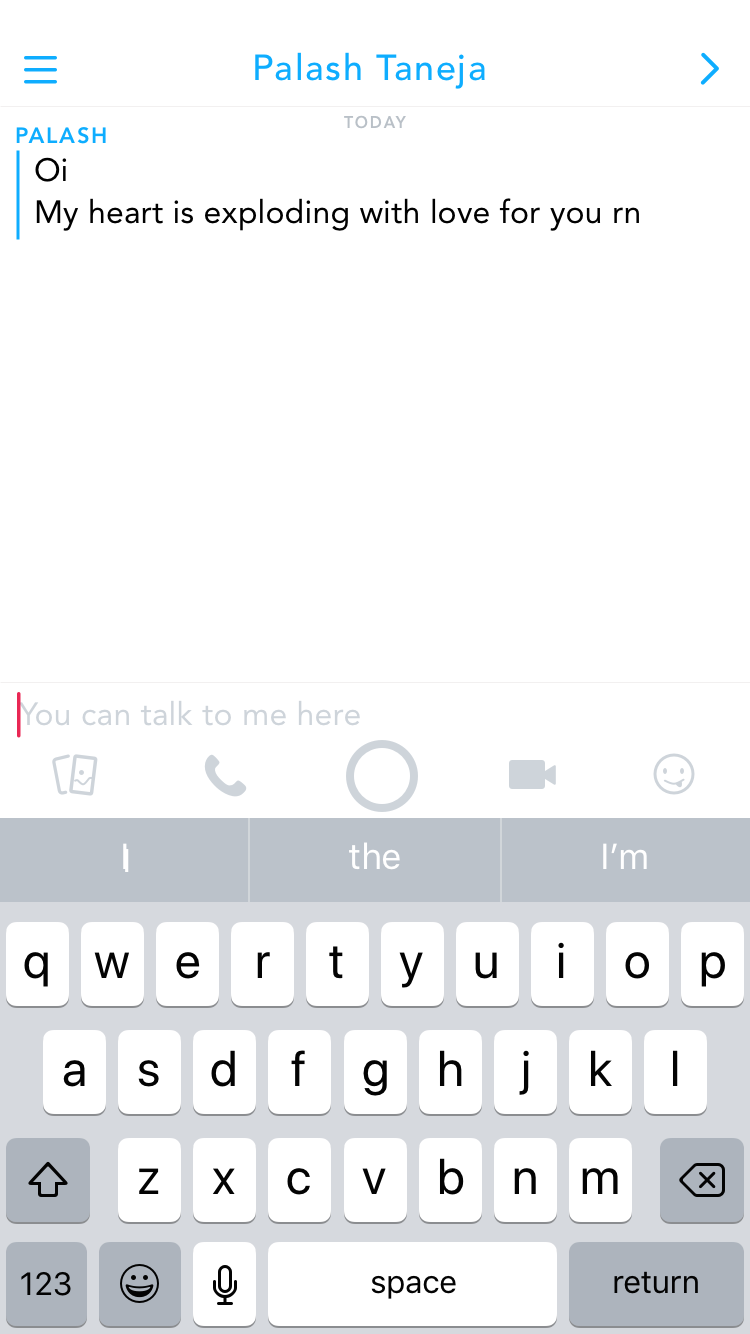 Palash Taneja
TODAY
PALASH
Oi
My heart is exploding with love for you rn
You can talk to me here
I the I’m
q w e r t y u i o p
a s d f g h j k l
z x c v b n m
123 space return